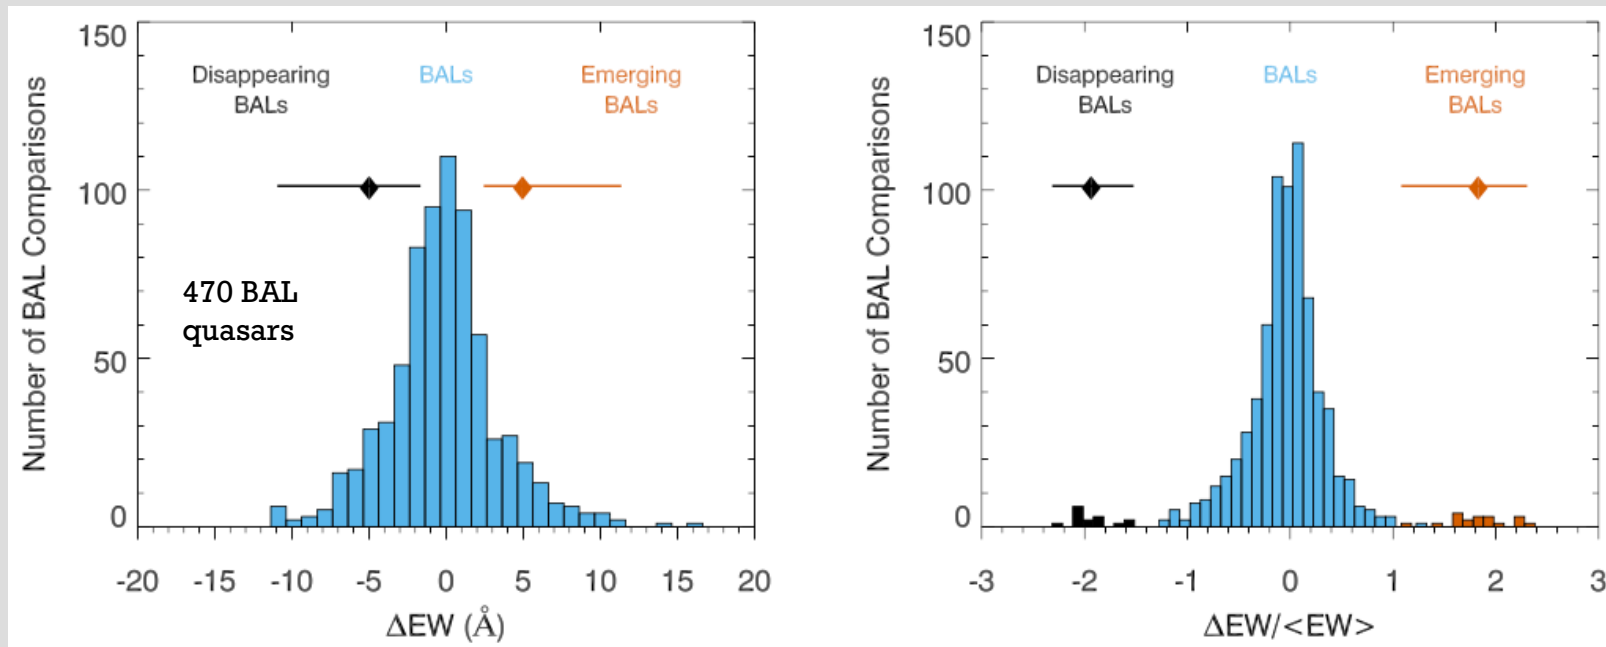 150
100
50
0
Number of BAL Comparisons
Disappearing
BALs
BALs
Emerging
BALs
470 BAL
quasars
-20 -15 -10 -5 0 5 10 15 20
ΔEW (Å)
150
100
50
0
Number of BAL Comparisons
Disappearing
BALs
BALs
Emerging
BALs
-3 -2 -1 0 1 2 3
ΔEW/<EW>